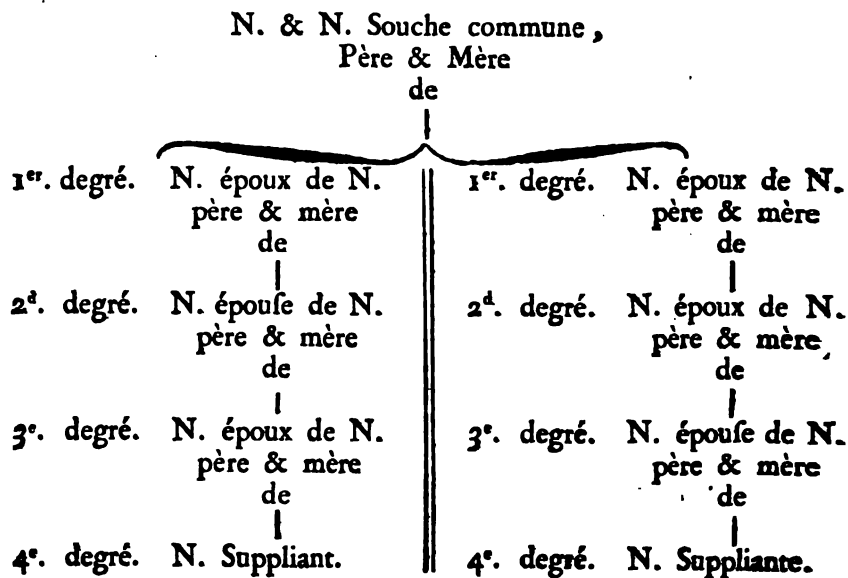 N. & N. Souche commune,
Père & Mère
de
1er. degré. N. époux de N.
père & mère
de
2d. degré. N. épouſe de N.
père & mère
de
3e. degré. N. époux de N.
père & mère
de
4e. degré. N. Suppliant.
1er. degré. N. époux de N.
père & mère
de
2d. degré. N. époux de N.
père & mère
de
3e. degré. N. épouſe de N.
père & mère
de
4e. degré. N. Suppliante.